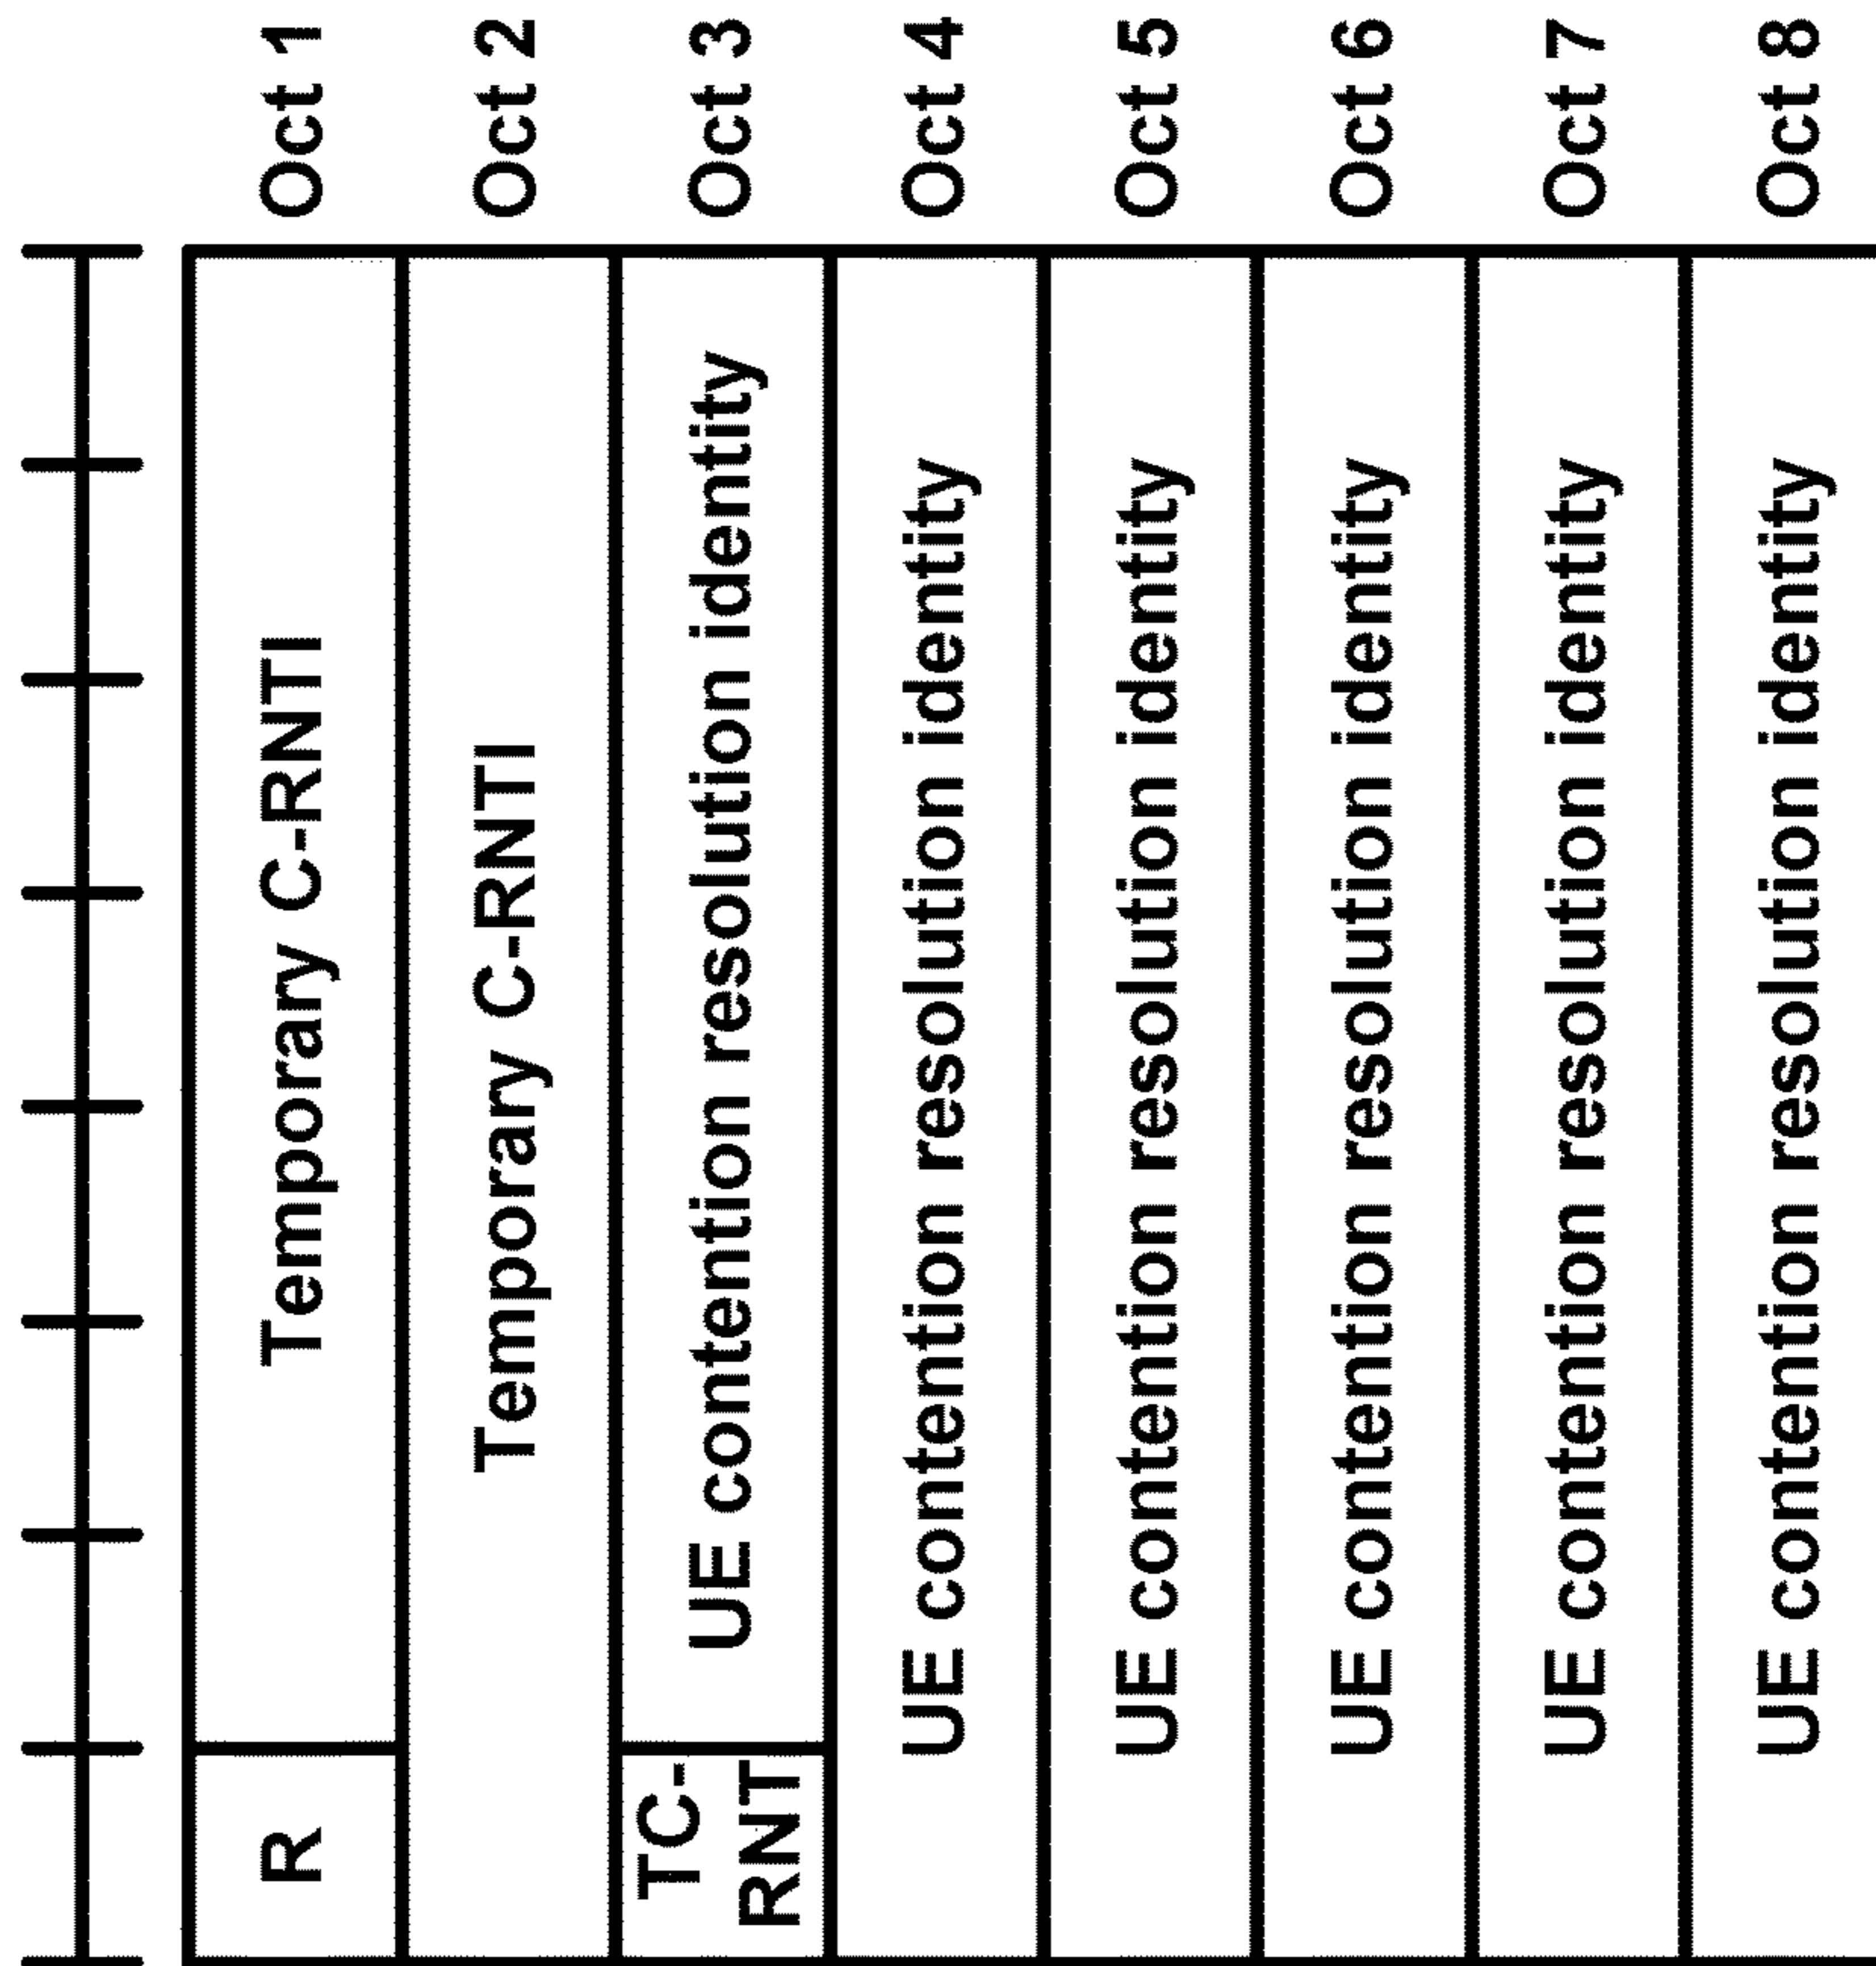 R Temporary C-RNTI Oct 1
Temporary C-RNTI Oct 2
TC-
RNT UE contention resolution identity Oct 3
UE contention resolution identity Oct 4
UE contention resolution identity Oct 5
UE contention resolution identity Oct 6
UE contention resolution identity Oct 7
UE contention resolution identity Oct 8